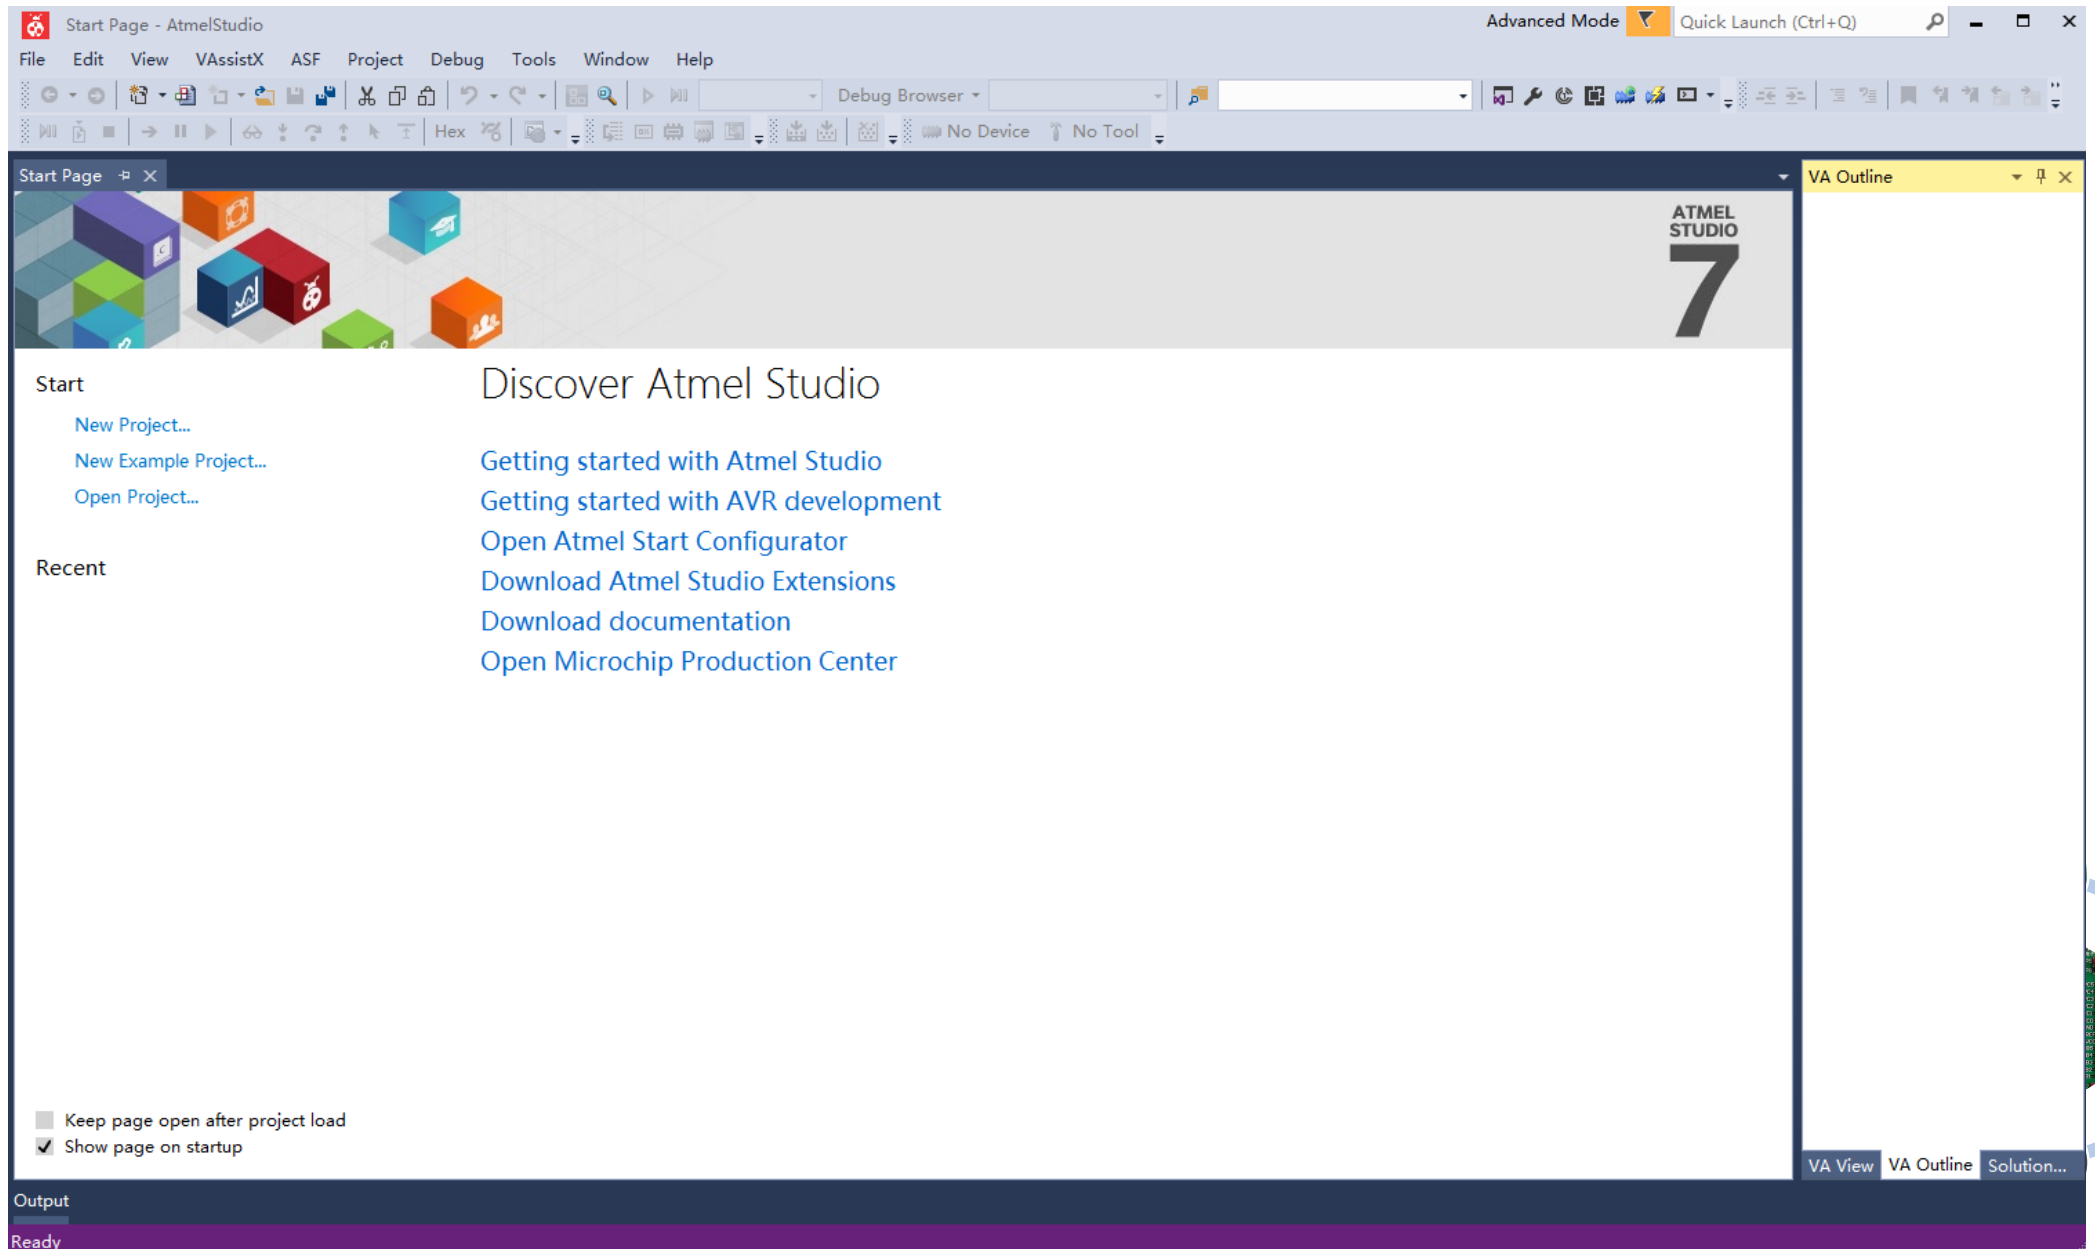 Start Page - AtmelStudio
Advanced Mode
Quick Launch (Ctrl+Q)
File Edit View VAssistX ASF Project Debug Tools Window Help
Debug Browser
Hex
No Device
No Tool
Start Page
VA Outline
ATMEL
STUDIO
7
Start
New Project...
New Example Project...
Open Project...
Recent
Discover Atmel Studio
Getting started with Atmel Studio
Getting started with AVR development
Open Atmel Start Configurator
Download Atmel Studio Extensions
Download documentation
Open Microchip Production Center
Keep page open after project load
Show page on startup
VA View VA Outline Solution...
Output
Ready